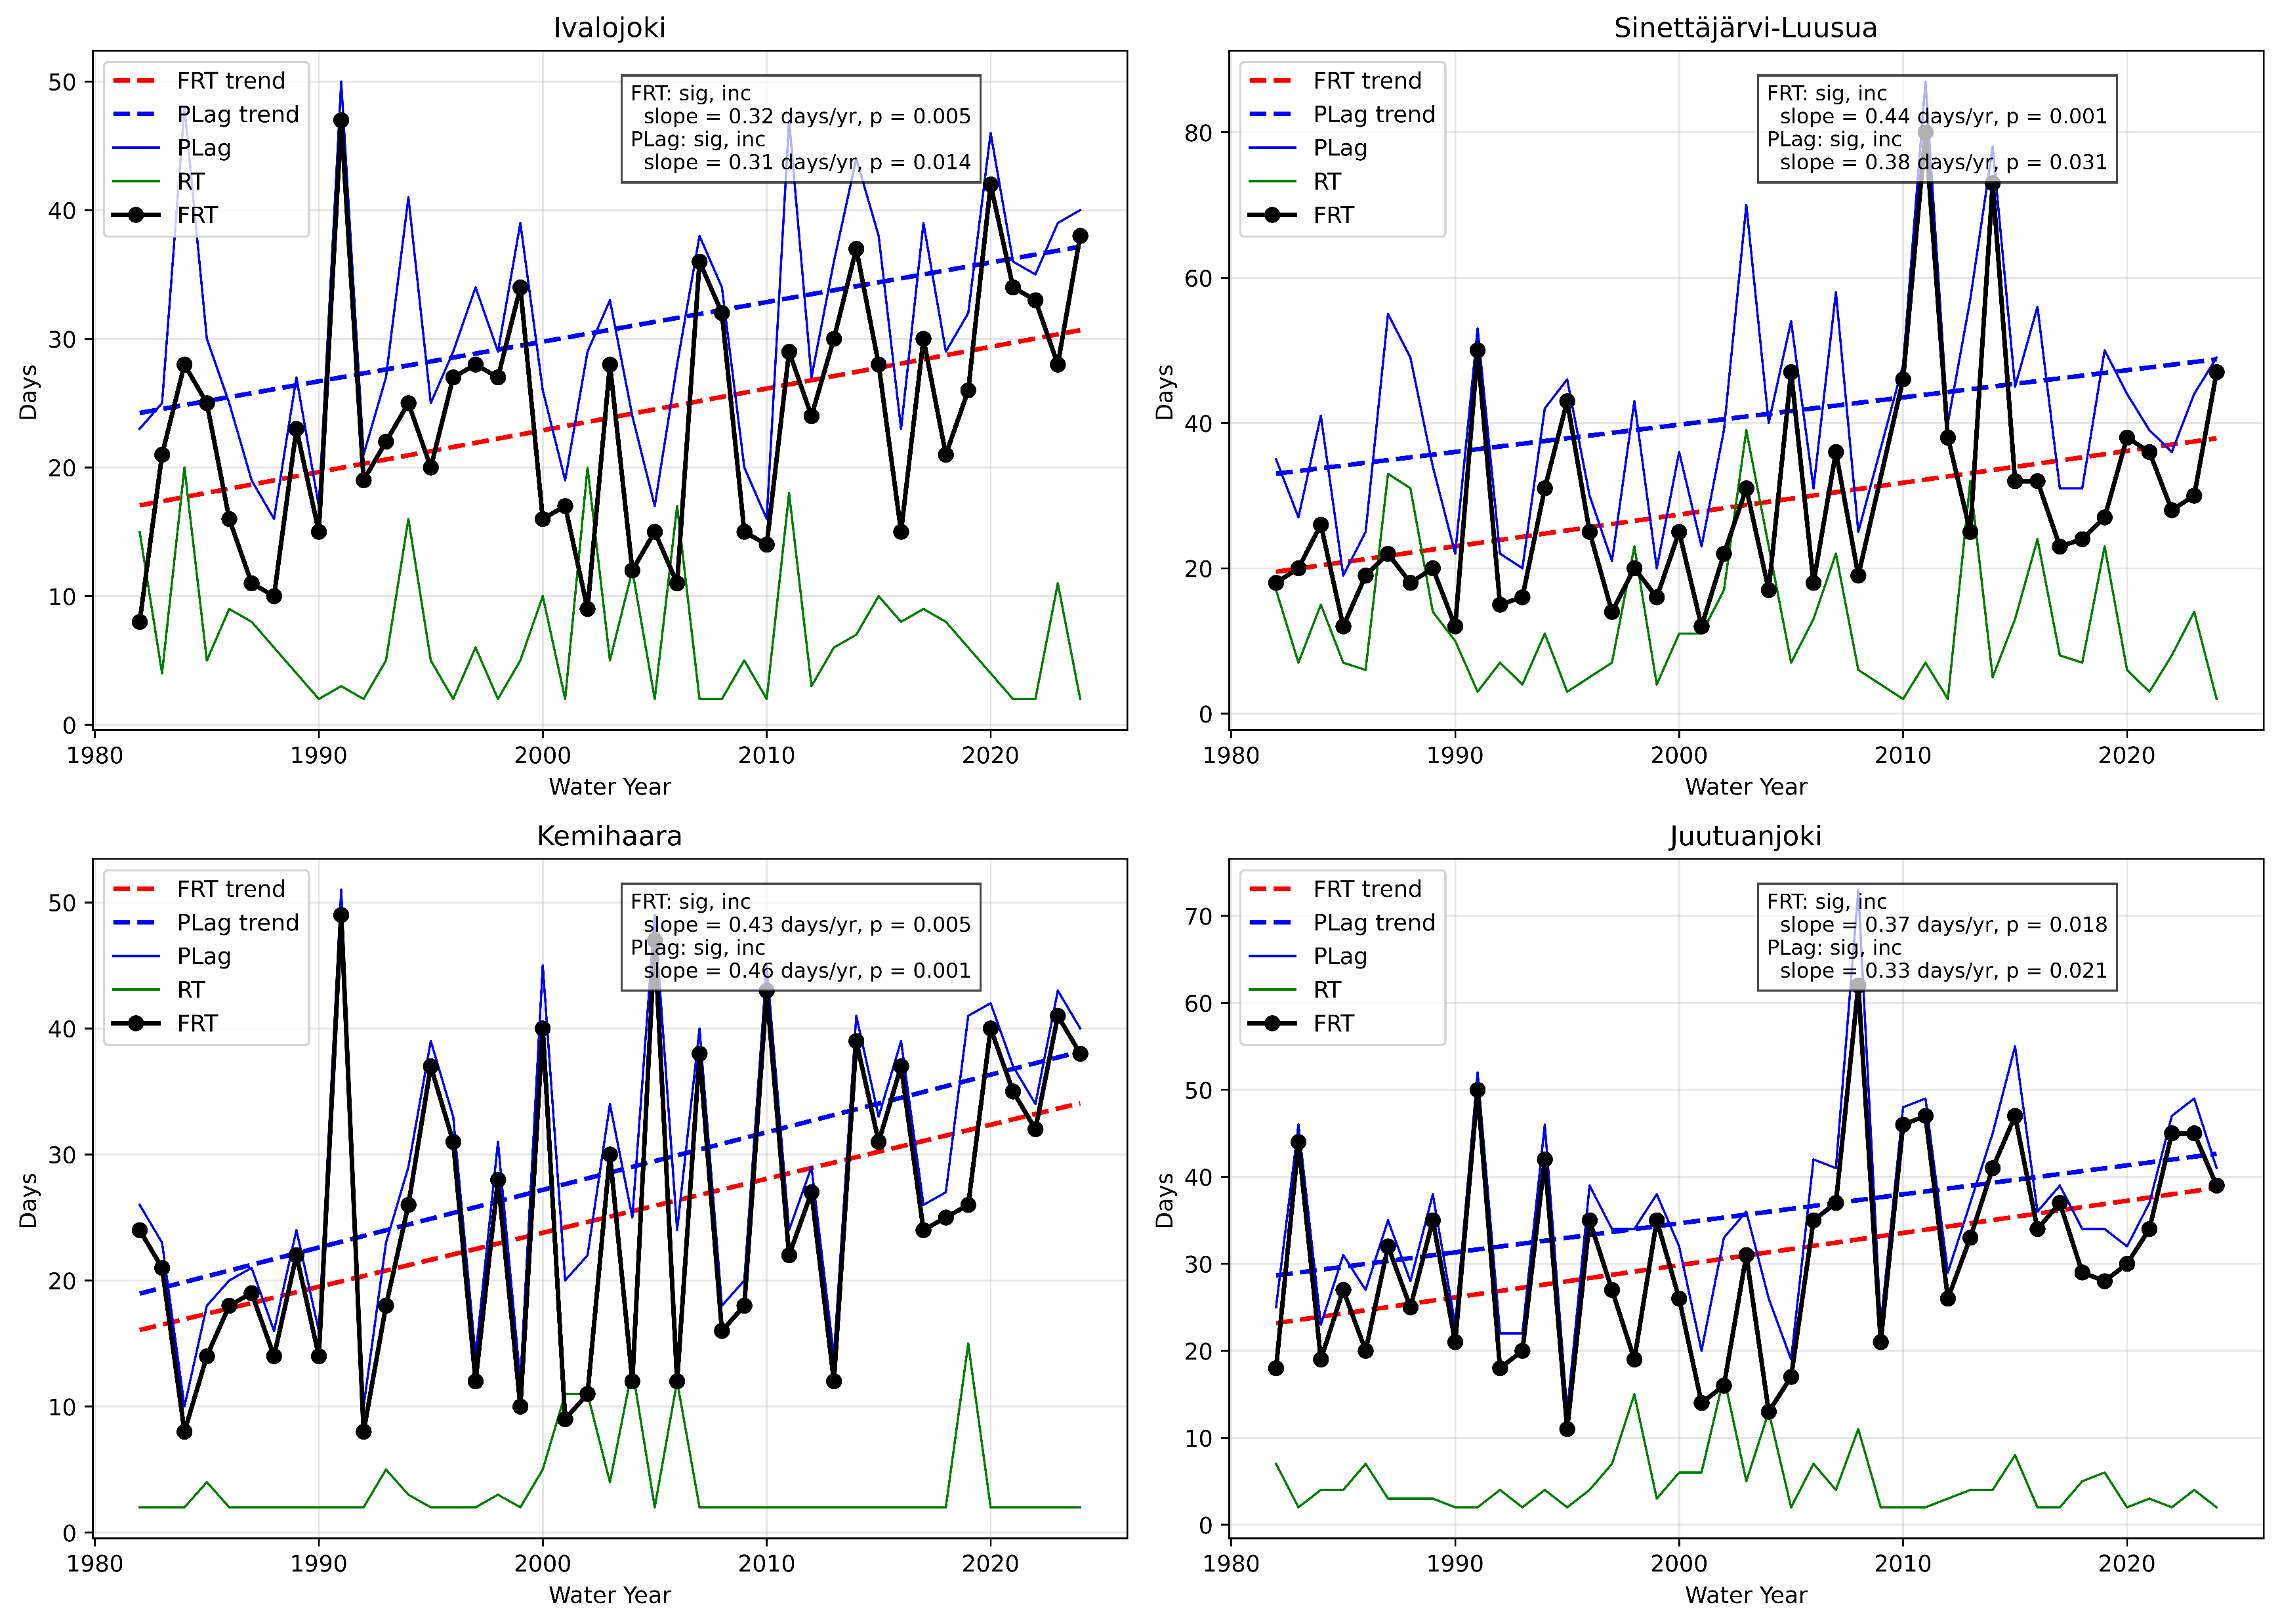 Ivalojoki
FRT trend
PLag trend
PLag
RT
FRT
FRT: sig, inc
slope = 0.32 days/yr, p = 0.005
PLag: sig, inc
slope = 0.31 days/yr, p = 0.014
50
40
30
20
10
0
Days
1980
1990
2000
2010
2020
Water Year
Sinettäjärvi-Luusua
FRT trend
PLag trend
PLag
RT
FRT
FRT: sig, inc
slope = 0.44 days/yr, p = 0.001
PLag: sig, inc
slope = 0.38 days/yr, p = 0.031
80
60
40
20
0
Days
1980
1990
2000
2010
2020
Water Year
Kemihaara
FRT trend
PLag trend
PLag
RT
FRT
FRT: sig, inc
slope = 0.43 days/yr, p = 0.005
PLag: sig, inc
slope = 0.46 days/yr, p = 0.001
50
40
30
20
10
0
Days
1980
1990
2000
2010
2020
Water Year
Juutuanjoki
FRT trend
PLag trend
PLag
RT
FRT
FRT: sig, inc
slope = 0.37 days/yr, p = 0.018
PLag: sig, inc
slope = 0.33 days/yr, p = 0.021
70
60
50
40
30
20
10
0
Days
1980
1990
2000
2010
2020
Water Year